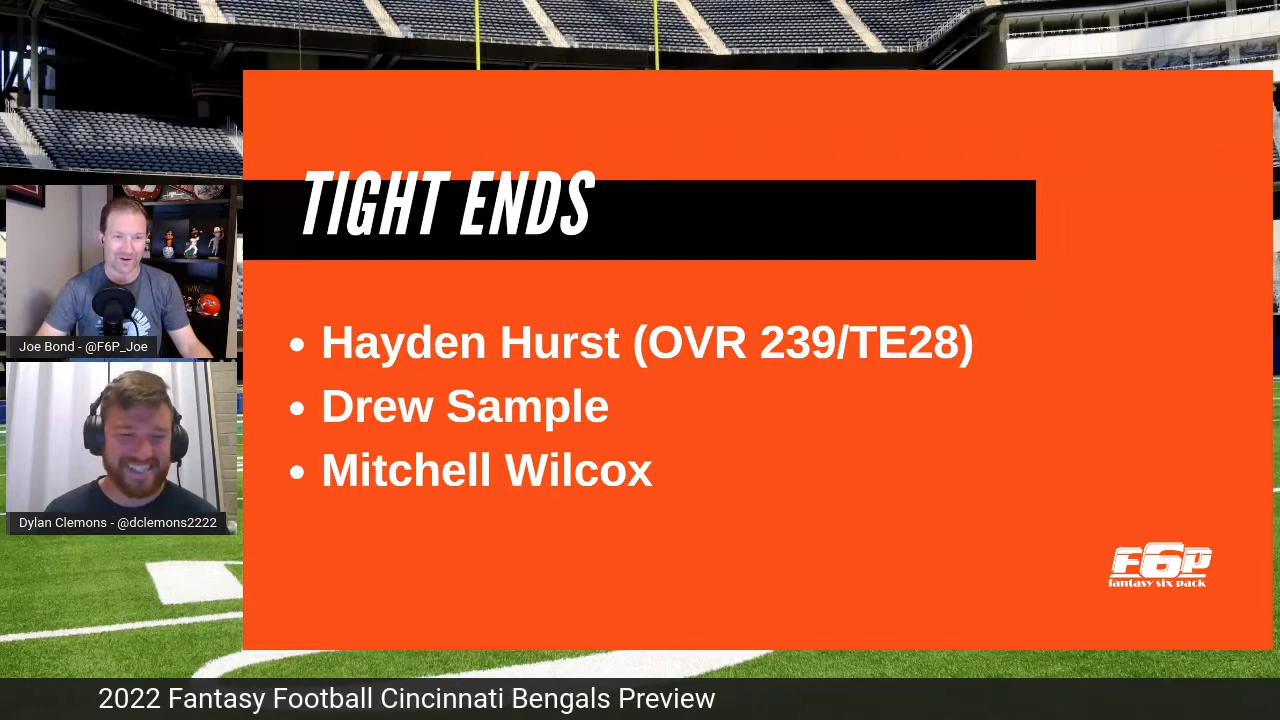 TIGHT ENDS
Joe Bond - @F6P_Joe
Hayden Hurst (OVR 239/TE28)
Drew Sample
Mitchell Wilcox
Dylan Clemons - @dclemons2222
F6P
fantasy six pack
2022 Fantasy Football Cincinnati Bengals Preview